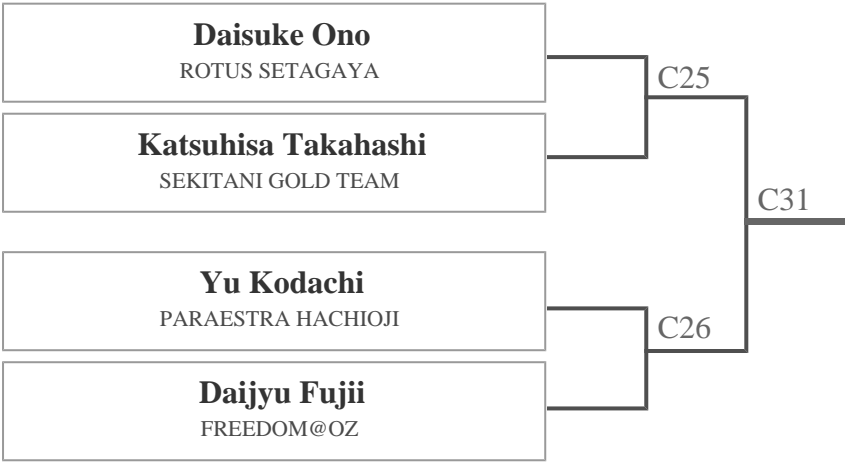 Daisuke Ono
ROTUS SETAGAYA
C25
Katsuhisa Takahashi
SEKITANI GOLD TEAM
C31
Yu Kodachi
PARAESTRA HACHIOJI
C26
Daijyu Fujii
FREEDOM@OZ